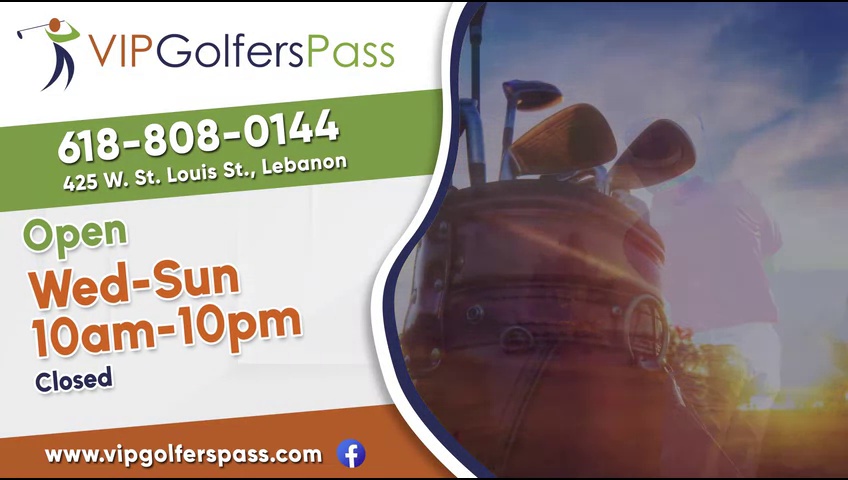 VIPGolfersPass
618-808-0144
425 W. St. Louis St., Lebanon
Open
Wed-Sun
10am-10pm
Closed
www.vipgolferspass.com